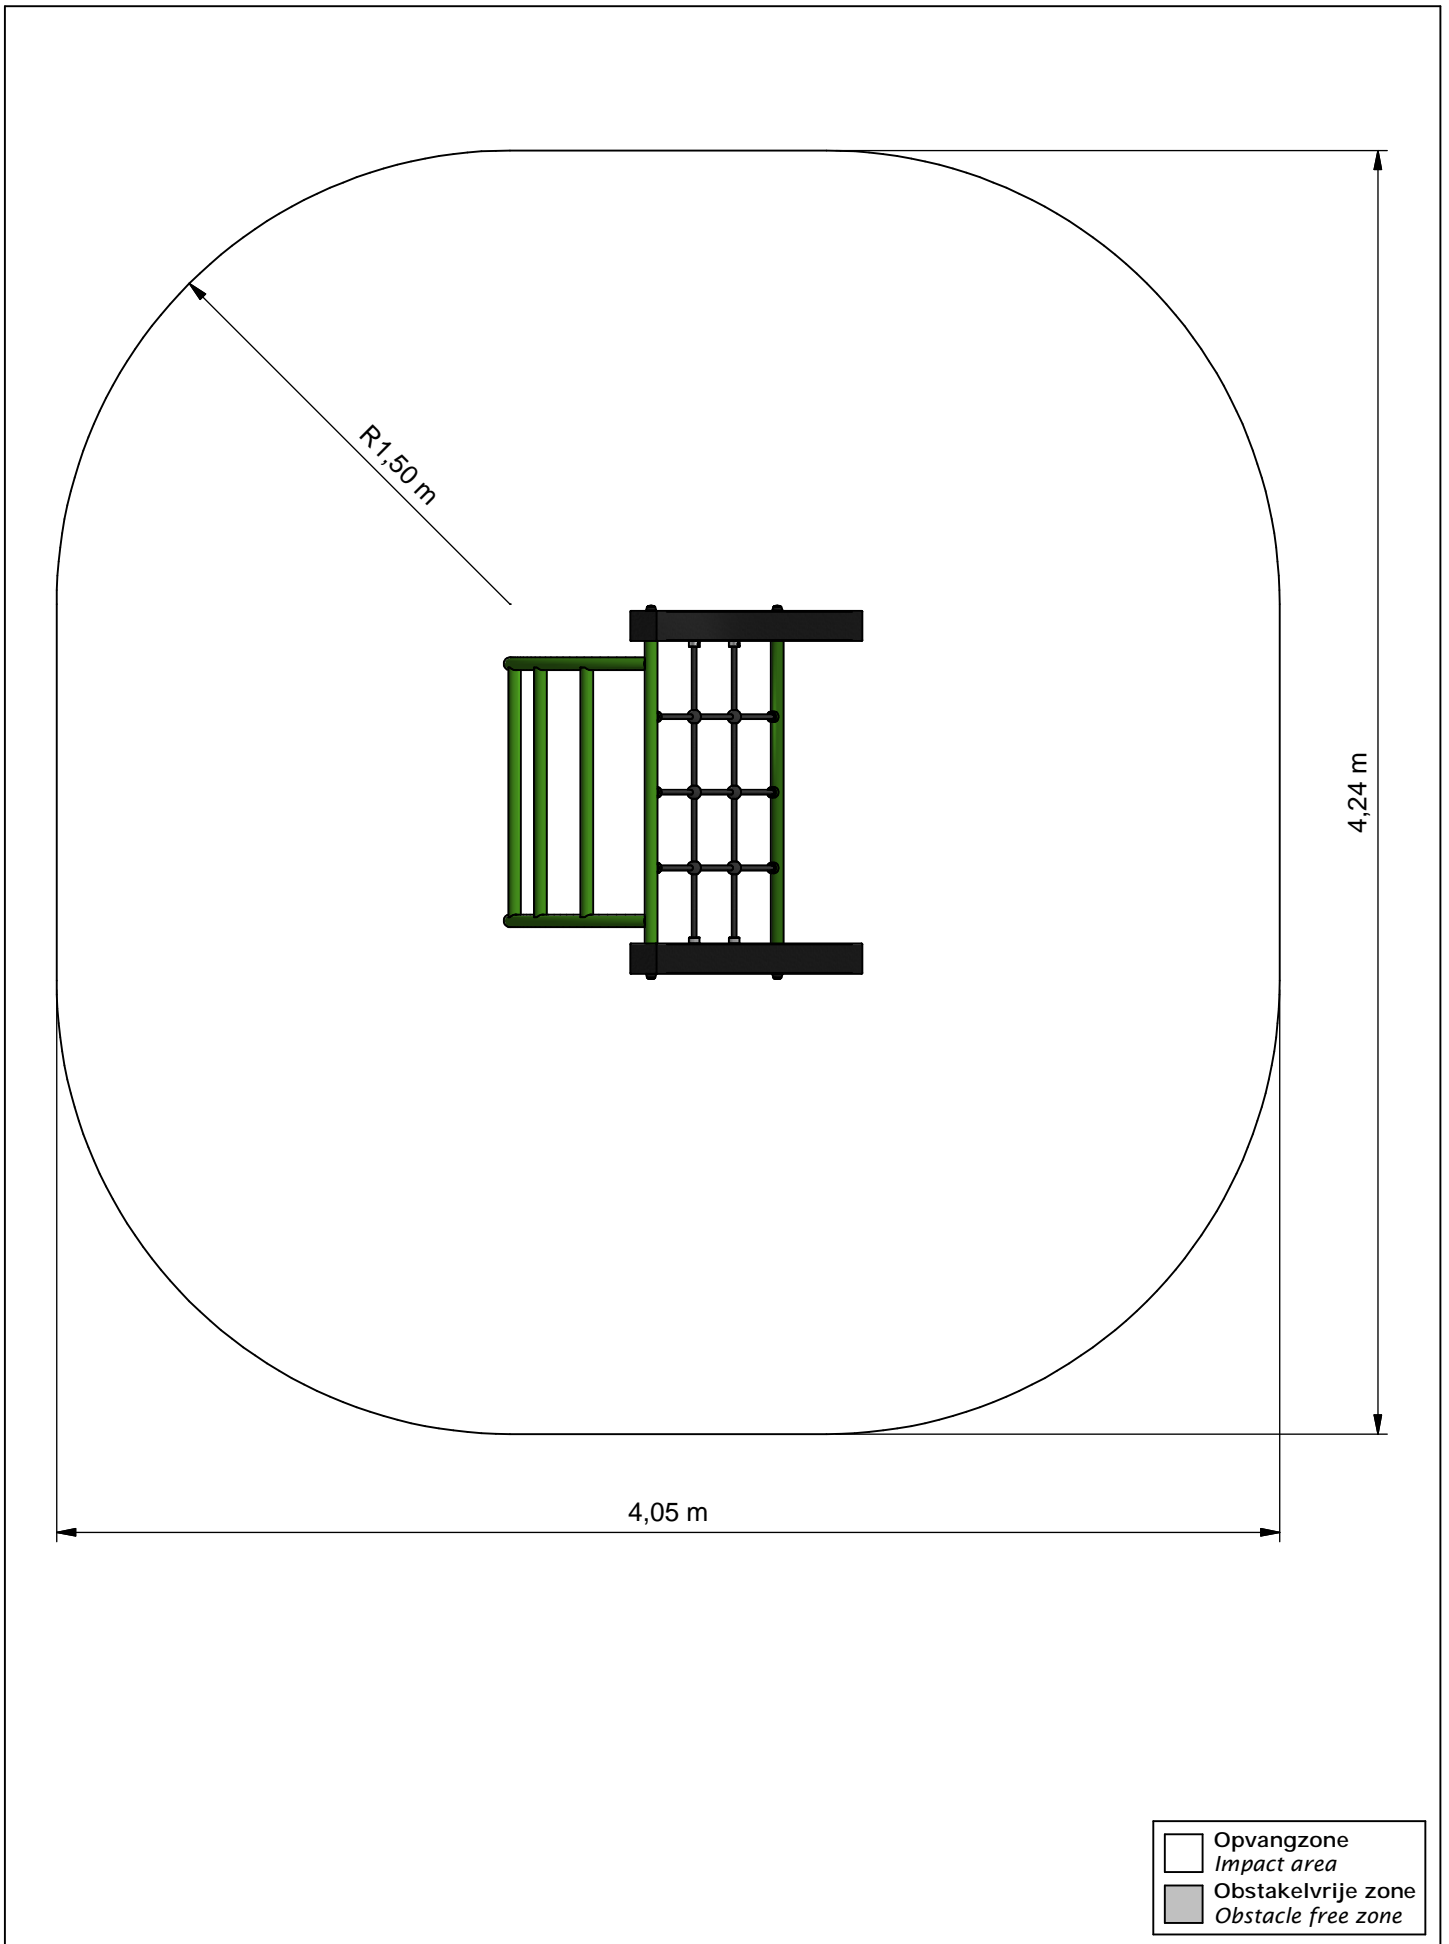 R1,50 m
4,24 m
4,05 m
Opvangzone
Impact area
Obstakelvrije zone
Obstacle free zone